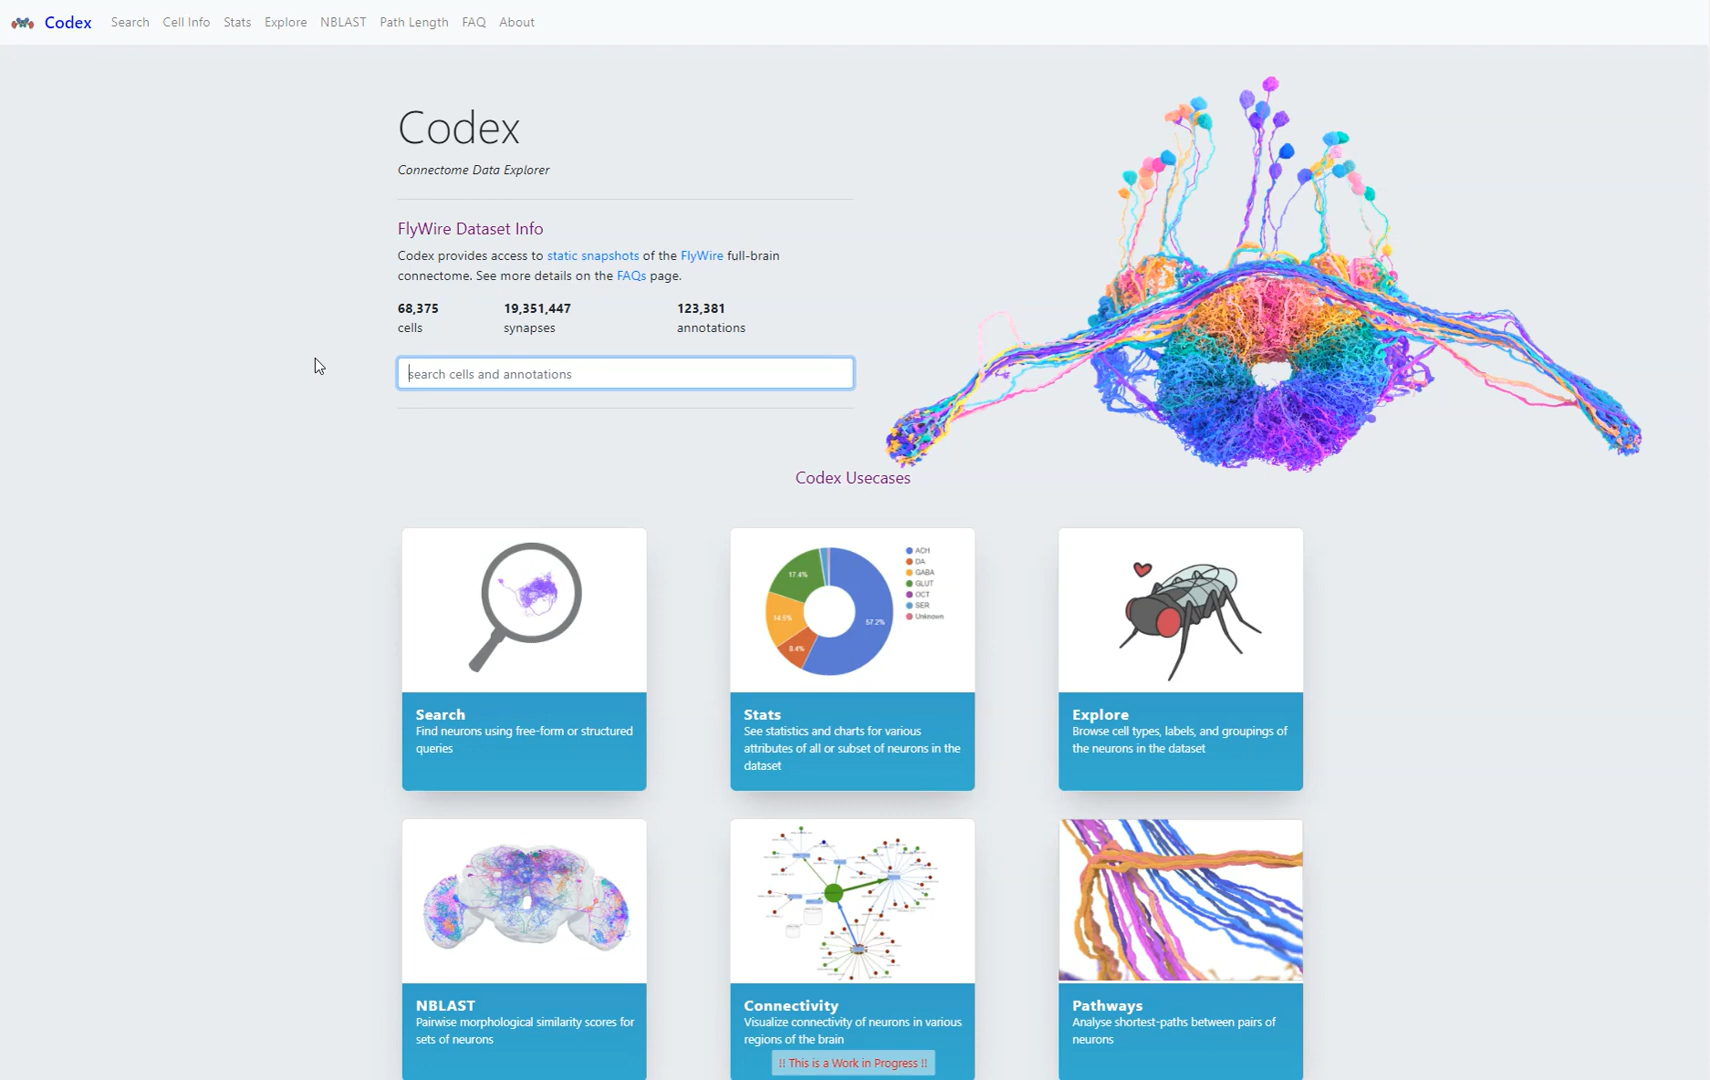 Codex Search Cell Info Stats Explore NBLAST Path Length FAQ About
Codex
Connectome Data Explorer
FlyWire Dataset Info
Codex provides access to static snapshots of the FlyWire full-brain
connectome. See more details on the FAQs page.
68,375 19,351,447 123,381
cells synapses annotations
search cells and annotations
Codex Usecases
17.4%
14.5%
8.4%
57.2%
ACH
DA
GABA
GLUT
OCT
SER
Unknown
Search
Find neurons using free-form or structured
queries
Stats
See statistics and charts for various
attributes of all or subset of neurons in the
dataset
Explore
Browse cell types, labels, and groupings of
the neurons in the dataset
NBLAST
Pairwise morphological similarity scores for
sets of neurons
Connectivity
Visualize connectivity of neurons in various
regions of the brain
!! This is a Work in Progress !!
Pathways
Analyse shortest-paths between pairs of
neurons